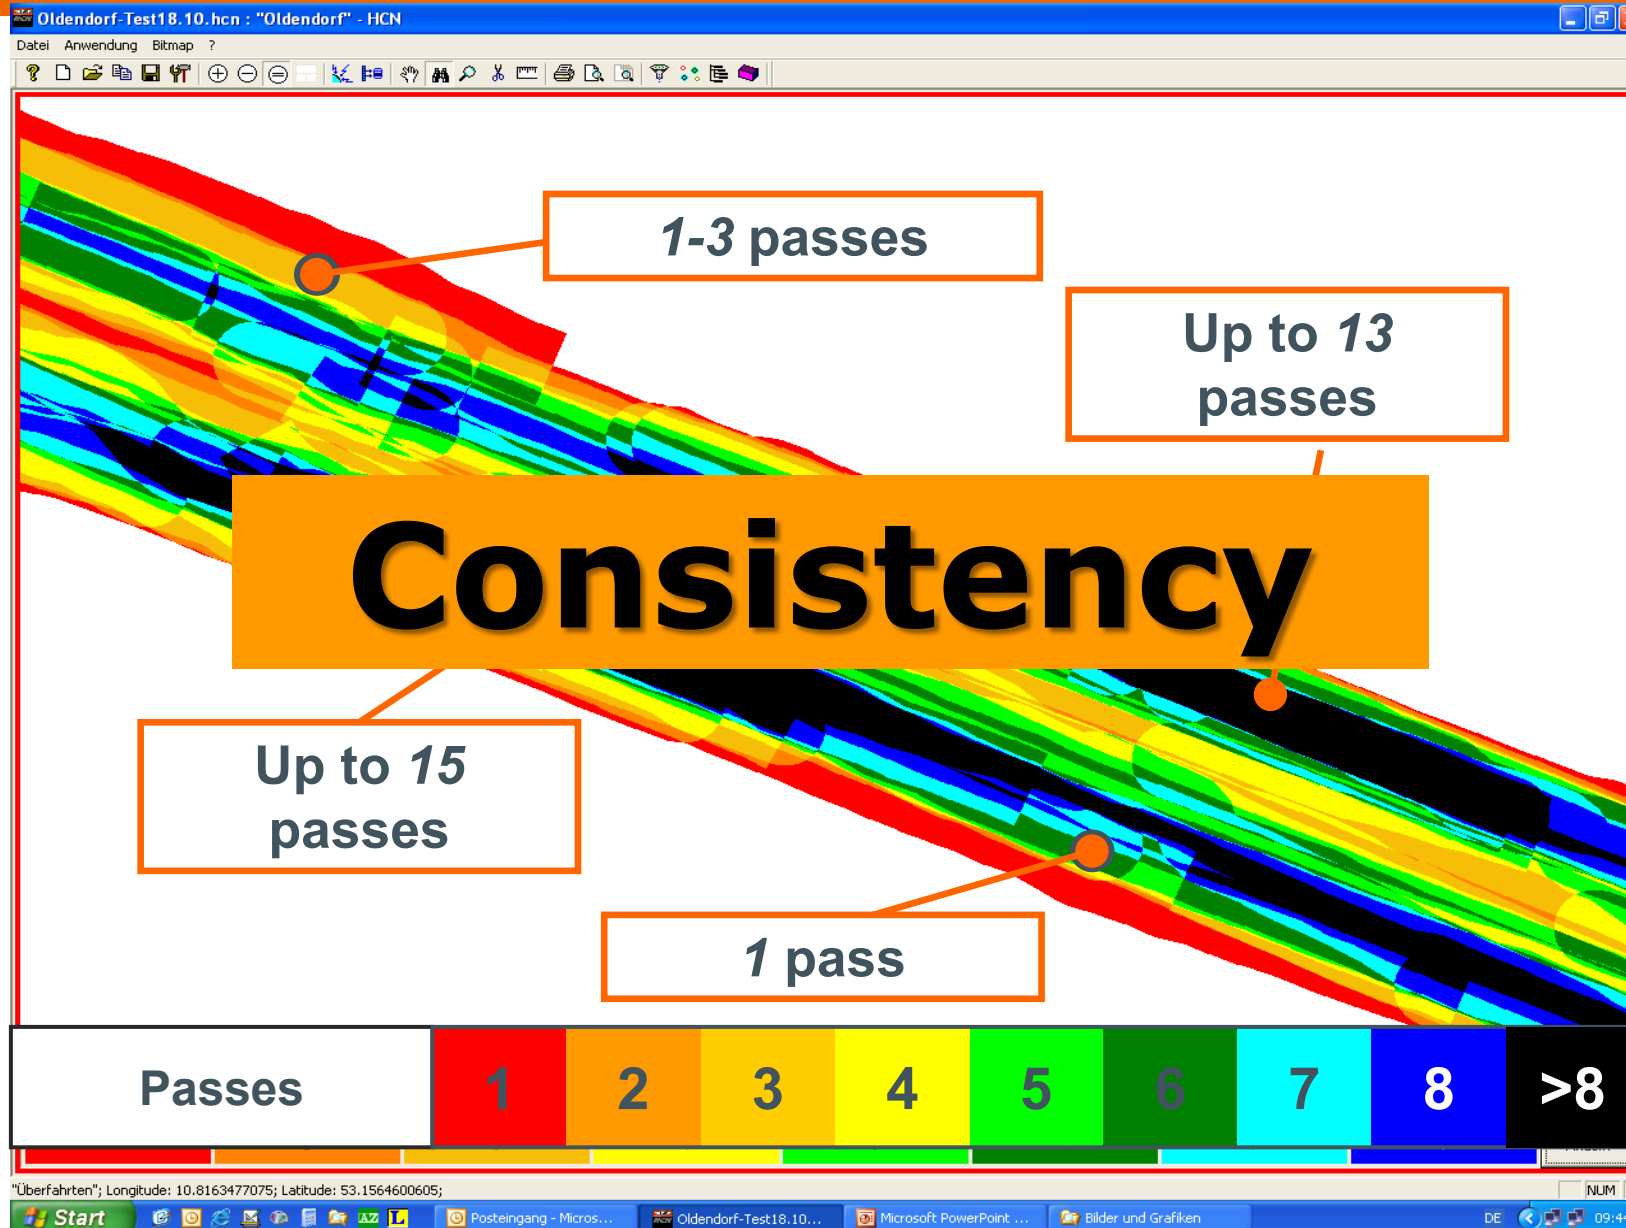 Oldendorf-Test18.10.hcn : "Oldendorf" - HCN
Datei Anwendung Bitmap ?
1-3 passes
Up to 13
passes
Consistency
Up to 15
passes
1 pass
Passes 1 2 3 4 5 6 7 8 >8
"Überfahrten"; Longitude: 10.8163477075; Latitude: 53.1564600605;
NUM
Start
AZ
L
Posteingang - Micros...
Oldendorf-Test18.10...
Microsoft PowerPoint ...
Bilder und Grafiken
DE